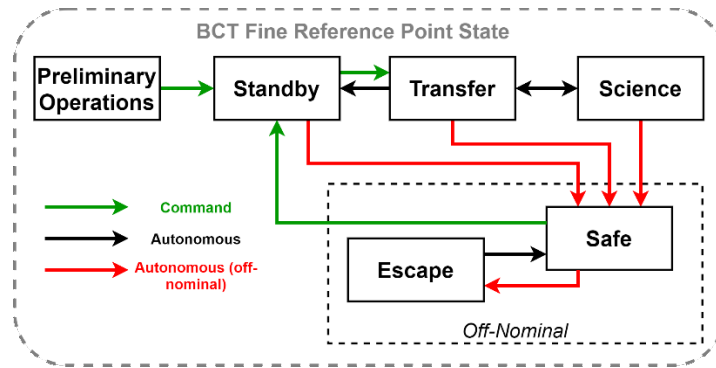 BCT Fine Reference Point State
Preliminary
Operations
Standby
Transfer
Science
Command
Autonomous
Autonomous (off-
nominal)
Safe
Escape
Off-Nominal